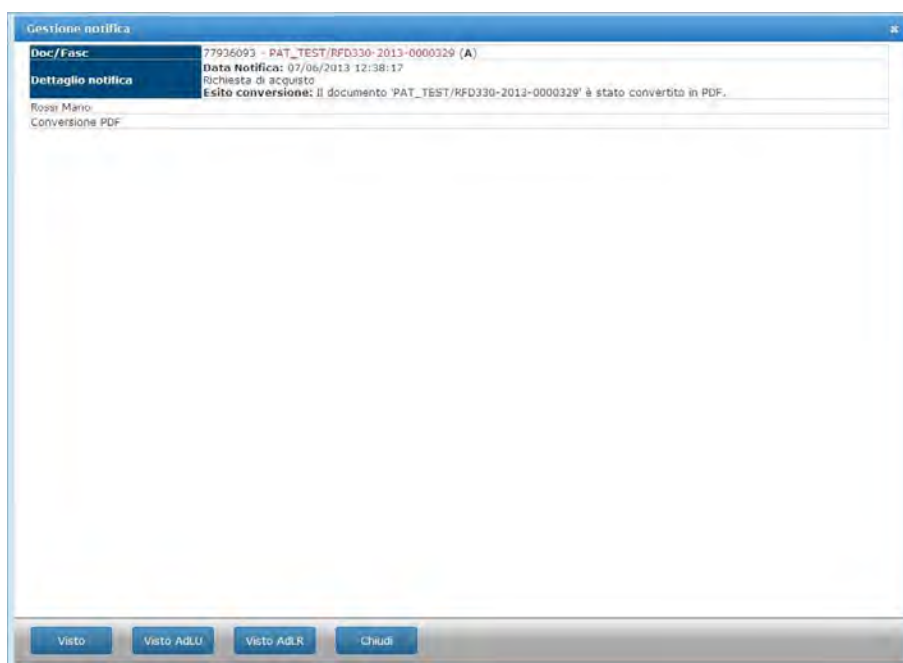 Gestione notifica
Doc/Fasc 77936093 - PAT_TEST/RFD330-2013-0000329 (A)
Data Notifica: 07/06/2013 12:38:17
Dettaglio notifica Richiesta di acquisto
Esito conversione: Il documento 'PAT_TEST/RFD330-2013-0000329' è stato convertito in PDF.
Rossi Mario
Conversione PDF
Visto Visto AdLU Visto AdLR Chiudi